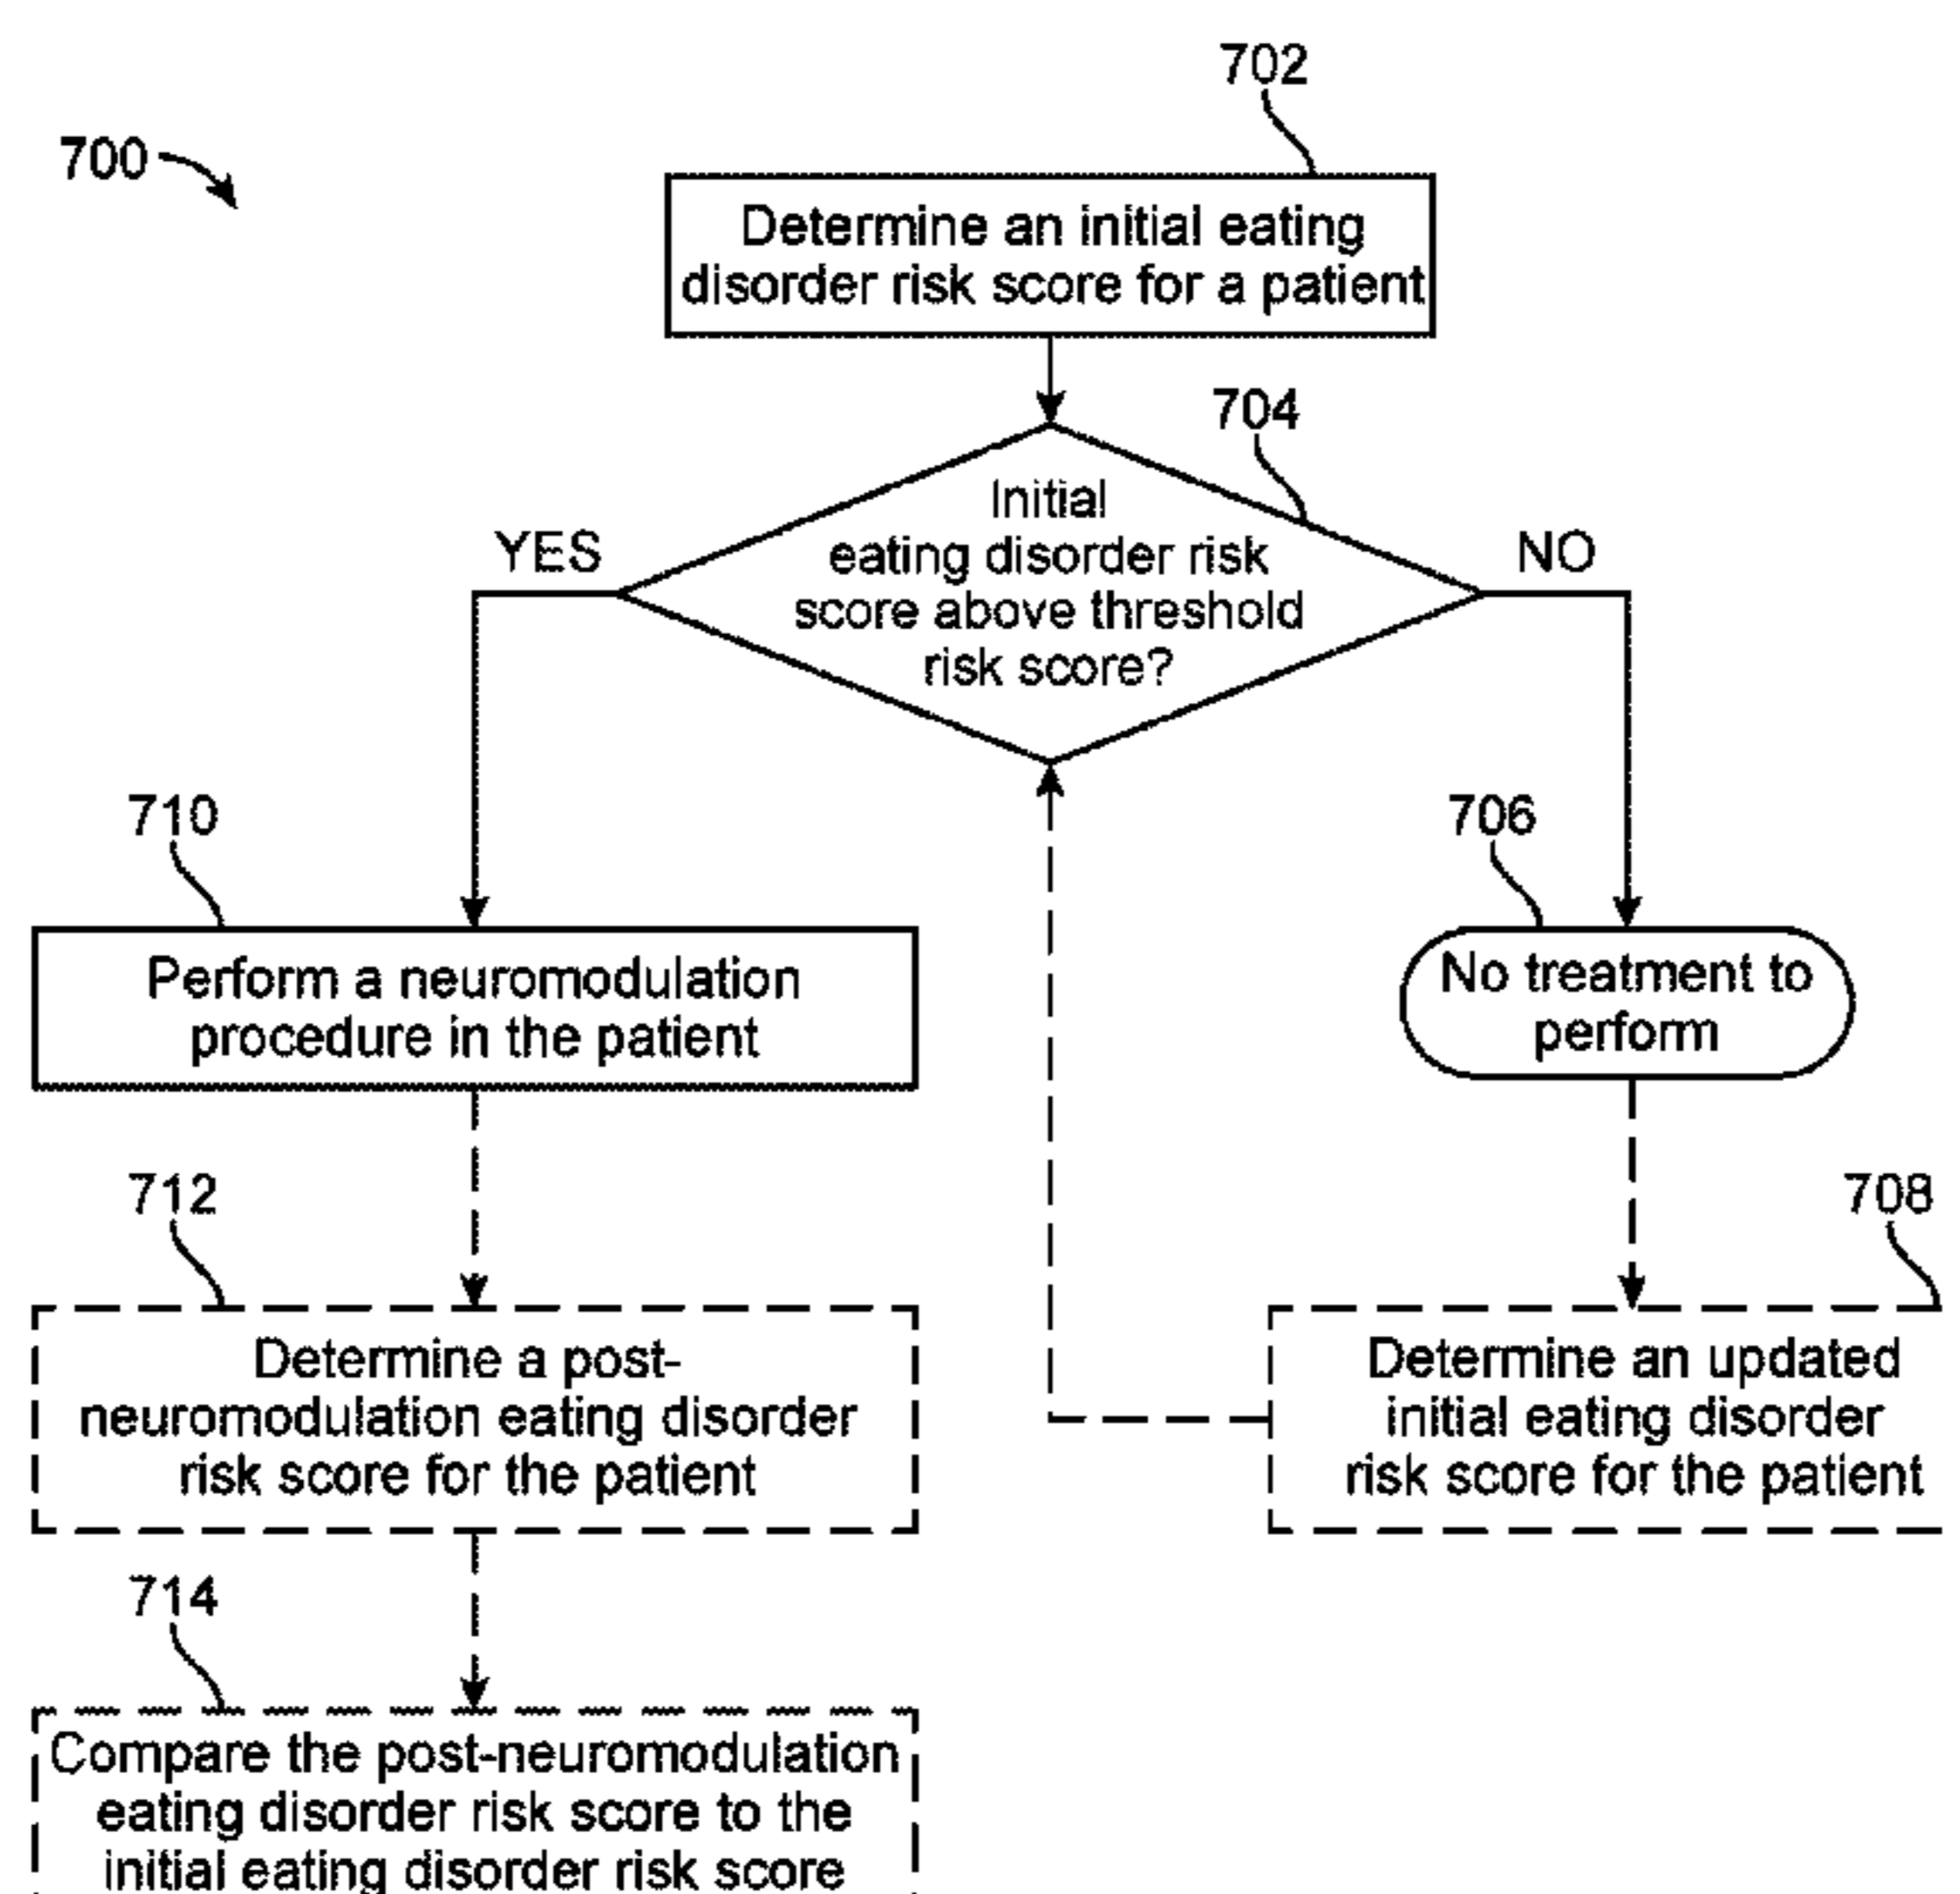 702
700
Determine an initial eating
disorder risk score for a patient
704
Initial
eating disorder risk
score above threshold
risk score?
YES
NO
710
706
Perform a neuromodulation
procedure in the patient
No treatment to
perform
712
708
Determine a post-
neuromodulation eating disorder
risk score for the patient
Determine an updated
initial eating disorder
risk score for the patient
714
Compare the post-neuromodulation
eating disorder risk score to the
initial eating disorder risk score